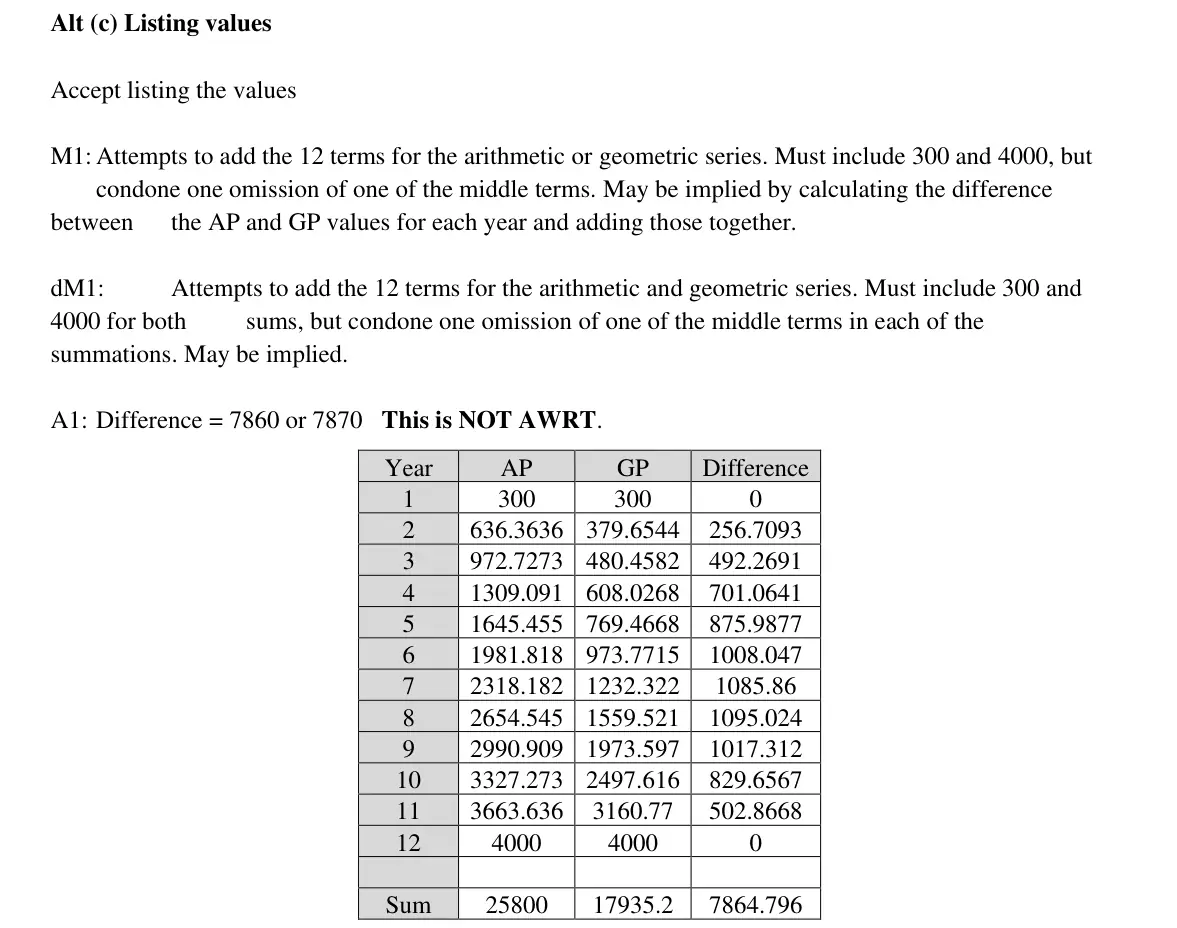 Alt (c) Listing values
Accept listing the values
M1: Attempts to add the 12 terms for the arithmetic or geometric series. Must include 300 and 4000, but
condone one omission of one of the middle terms. May be implied by calculating the difference
between the AP and GP values for each year and adding those together.
dM1: Attempts to add the 12 terms for the arithmetic and geometric series. Must include 300 and
4000 for both sums, but condone one omission of one of the middle terms in each of the
summations. May be implied.
A1: Difference = 7860 or 7870 This is NOT AWRT.
Year AP GP Difference
1 300 300 0
2 636.3636 379.6544 256.7093
3 972.7273 480.4582 492.2691
4 1309.091 608.0268 701.0641
5 1645.455 769.4668 875.9877
6 1981.818 973.7715 1008.047
7 2318.182 1232.322 1085.86
8 2654.545 1559.521 1095.024
9 2990.909 1973.597 1017.312
10 3327.273 2497.616 829.6567
11 3663.636 3160.77 502.8668
12 4000 4000 0
Sum 25800 17935.2 7864.796